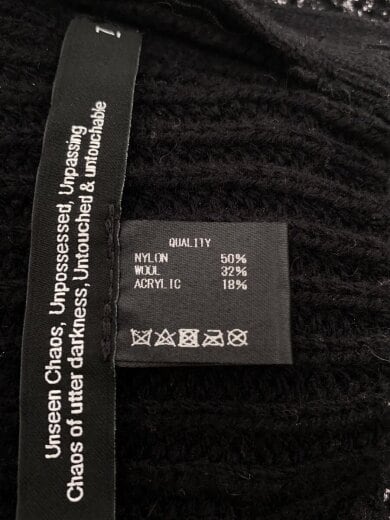 Unseen Chaos, Unpossessed, Unpassing
Chaos of utter darkness, Untouched & untouchable
QUALITY
NYLON 50%
WOOL 32%
ACRYLIC 18%